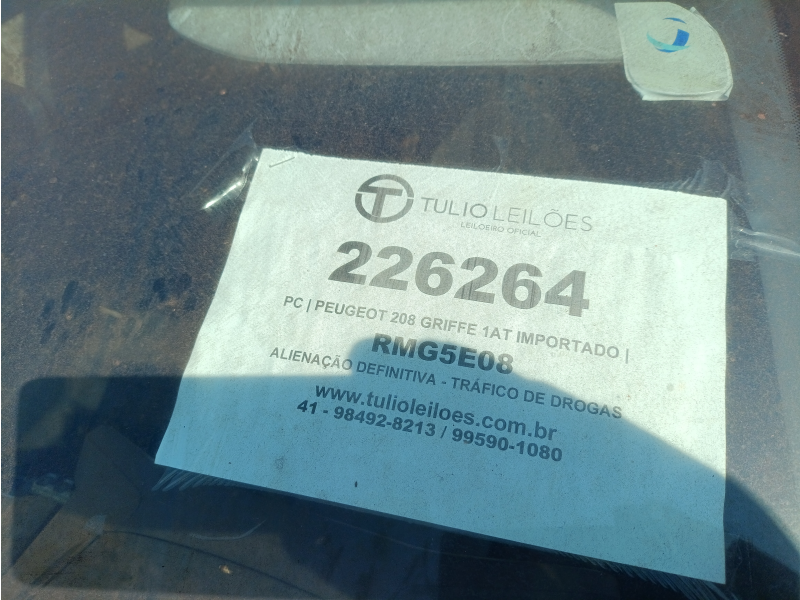 TULIO LEILÕES
LEILOEIRO OFICIAL
226264
PC | PEUGEOT 208 GRIFFE 1AT IMPORTADO |
RMG5E08
ALIENAÇÃO DEFINITIVA - TRÁFICO DE DROGAS
www.tulioleiloes.com.br
41 - 98492-8213 / 99590-1080